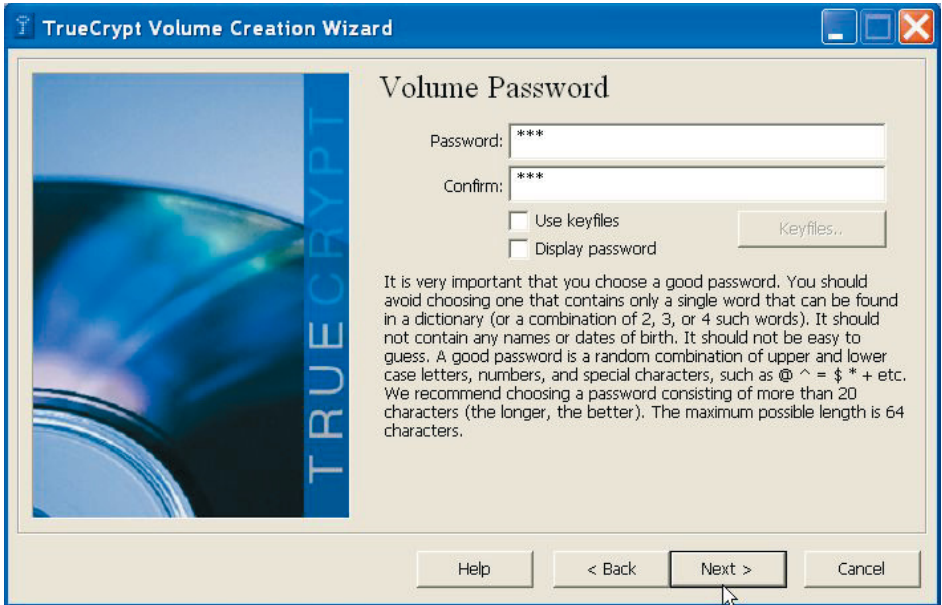 TrueCrypt Volume Creation Wizard
TRUECRYPT
Volume Password
Password: ***
Confirm: ***
Use keyfiles
Keyfiles..
Display password
It is very important that you choose a good password. You should
avoid choosing one that contains only a single word that can be found
in a dictionary (or a combination of 2, 3, or 4 such words). It should
not contain any names or dates of birth. It should not be easy to
guess. A good password is a random combination of upper and lower
case letters, numbers, and special characters, such as @ ^ = $ * + etc.
We recommend choosing a password consisting of more than 20
characters (the longer, the better). The maximum possible length is 64
characters.
Help
< Back
Next >
Cancel